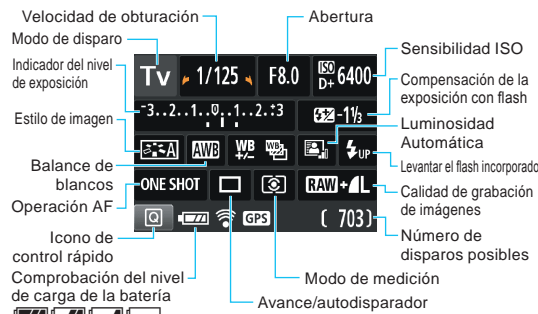 Velocidad de obturación
Abertura
Modo de disparo
Sensibilidad ISO
Indicador del nivel
de exposición
Compensación de la
exposición con flash
Estilo de imagen
Luminosidad
Automática
Levantar el flash incorporado
Balance de
blancos
Calidad de grabación
de imágenes
Operación AF
Número de
disparos posibles
Icono de
control rápido
Modo de medición
Comprobación del nivel
de carga de la batería
Avance/autodisparador
Tv 1/125 F8.0 ISO D+ 6400
-3..2..1..0..1..2.:+3 -1⅓
A AWB WB +/- WB UP
ONE SHOT RAW+L
Q GPS ( 703)